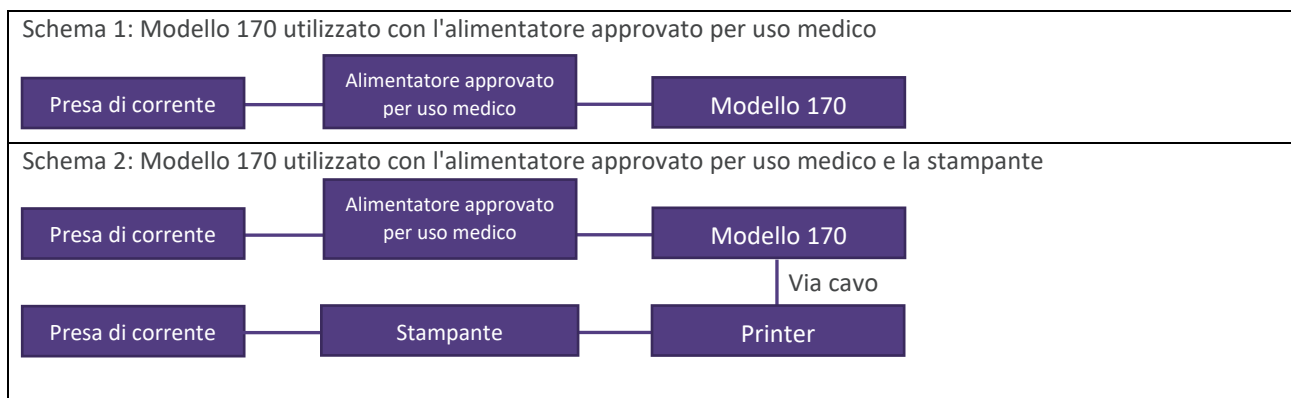 Schema 1: Modello 170 utilizzato con l'alimentatore approvato per uso medico
Presa di corrente
Alimentatore approvato
per uso medico
Modello 170
Schema 2: Modello 170 utilizzato con l'alimentatore approvato per uso medico e la stampante
Presa di corrente
Alimentatore approvato
per uso medico
Modello 170
Via cavo
Presa di corrente
Stampante
Printer